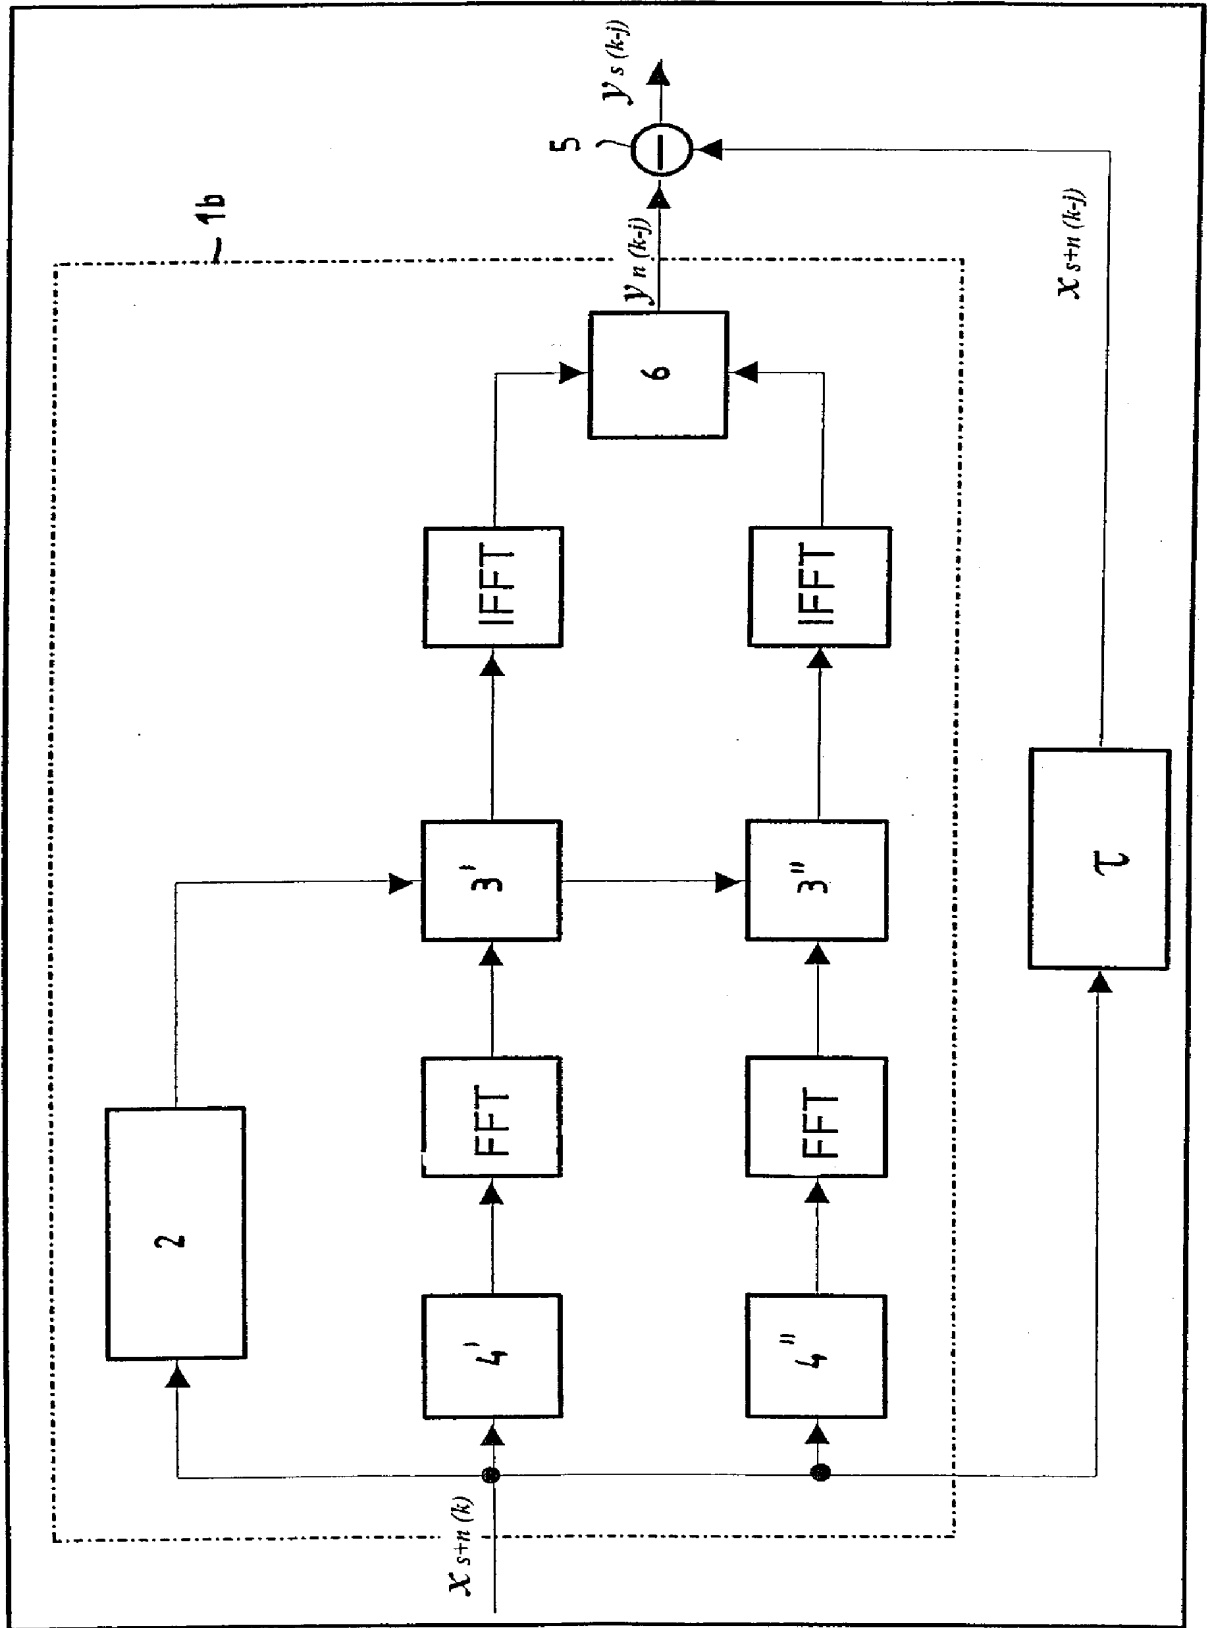 1b
2
x s+n (k)
4'
FFT
3'
IFFT
6
y n (k-j)
5
y s (k-j)
4"
FFT
3"
IFFT
τ
x s+n (k-j)